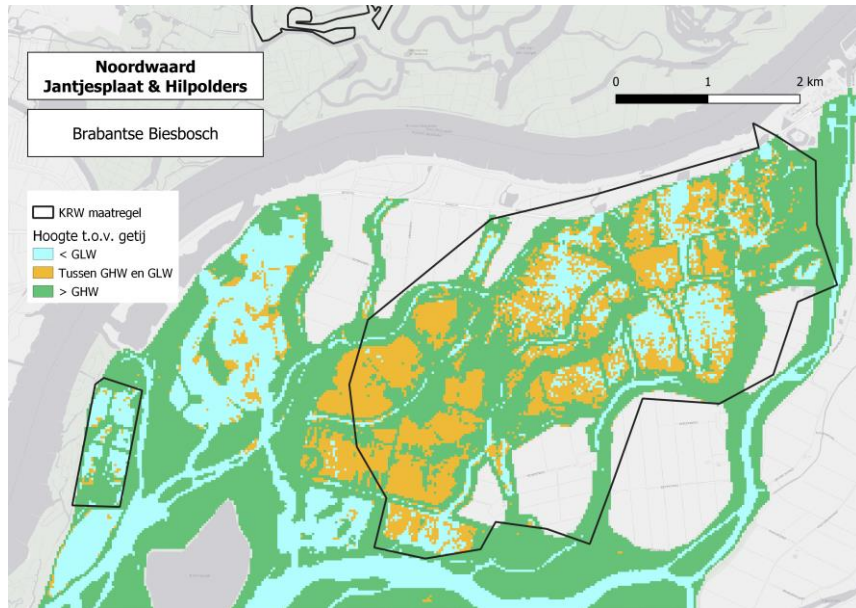 Noordwaard
Jantjesplaat & Hilpolders
Brabantse Biesbosch
0 1 2 km
KRW maatregel
Hoogte t.o.v. getij
< GLW
Tussen GHW en GLW
> GHW